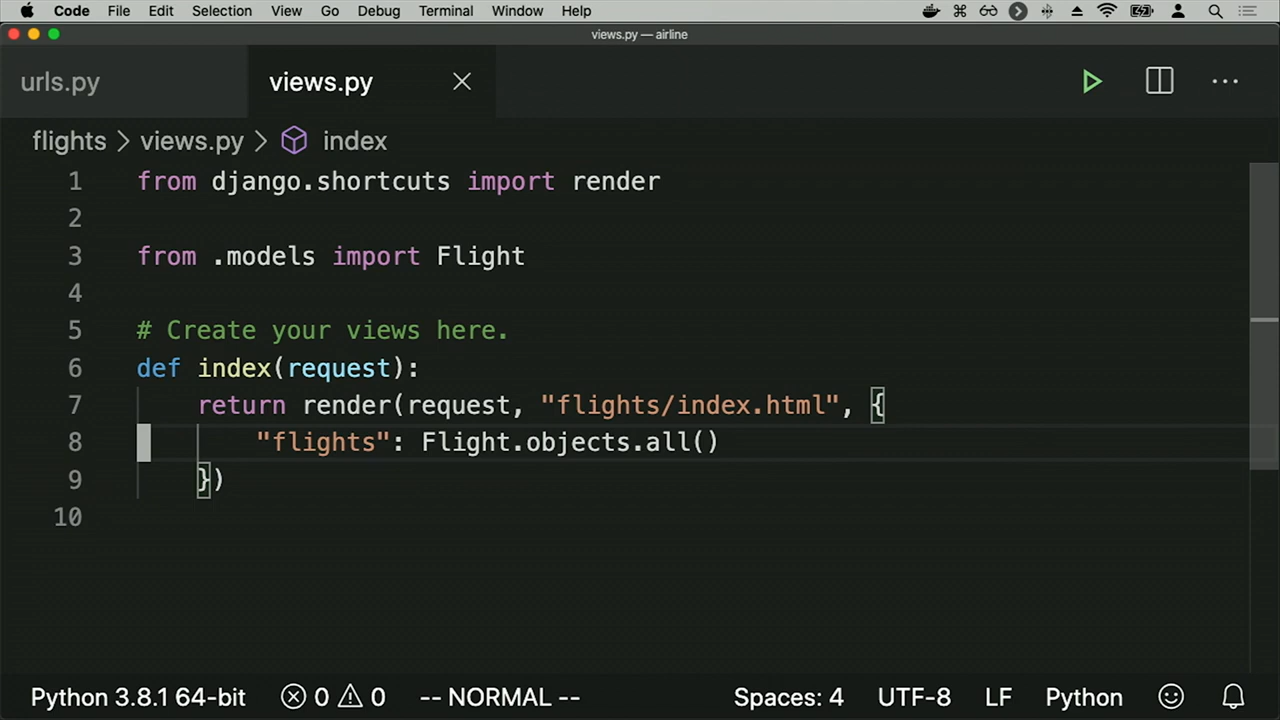 Code File Edit Selection View Go Debug Terminal Window Help
views.py — airline
urls.py views.py
flights > views.py > index
1 from django.shortcuts import render
2
3 from .models import Flight
4
5 # Create your views here.
6 def index(request):
7     return render(request, "flights/index.html", {
8         "flights": Flight.objects.all()
9     })
10
Python 3.8.1 64-bit 0 0 -- NORMAL -- Spaces: 4 UTF-8 LF Python